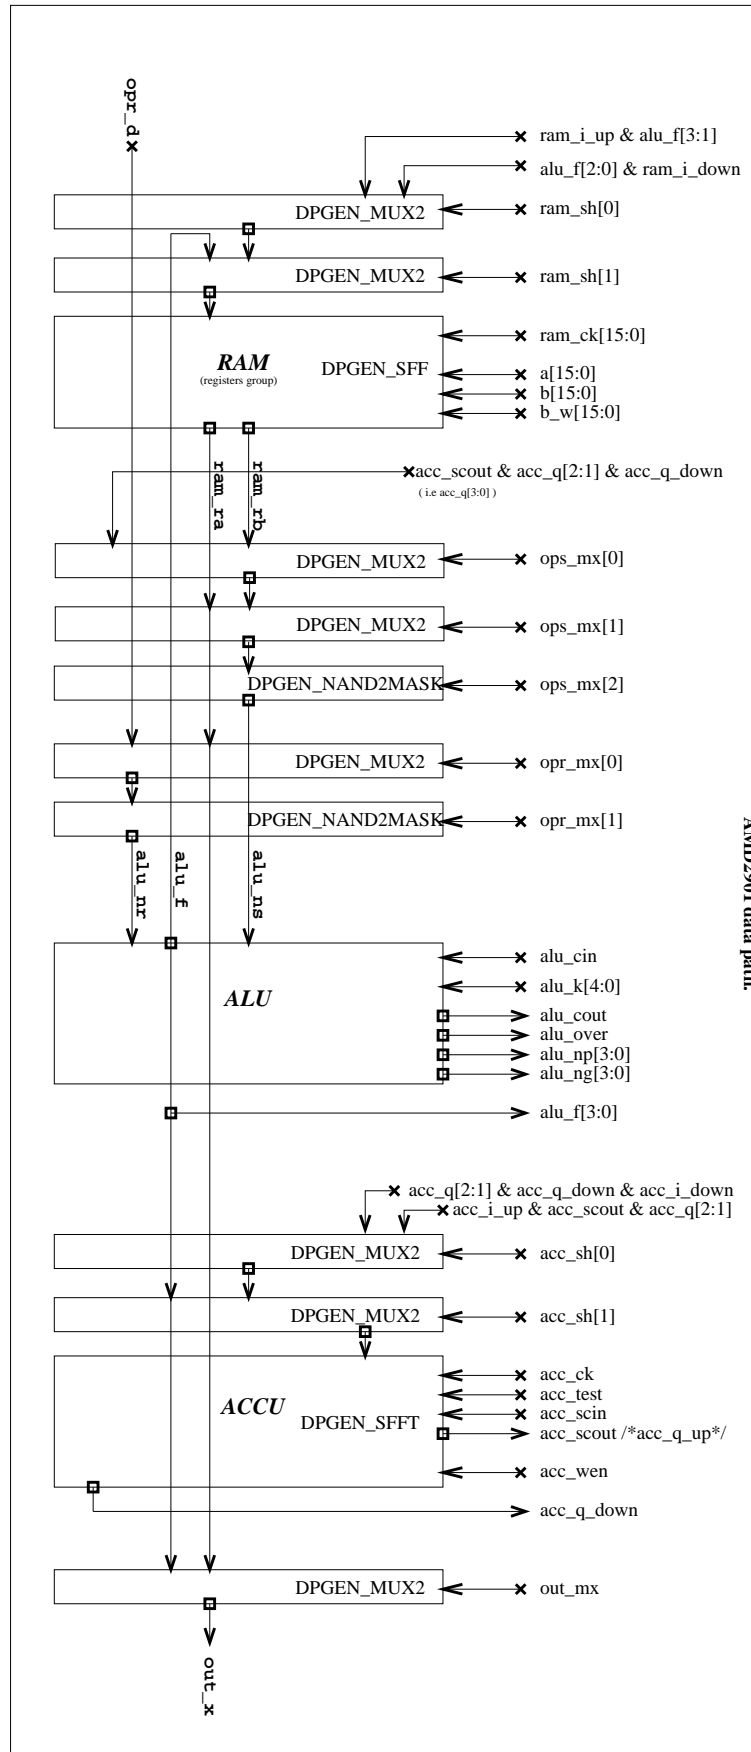 opr_d
ram_i_up & alu_f[3:1]
alu_f[2:0] & ram_i_down
DPGEN_MUX2
ram_sh[0]
DPGEN_MUX2
ram_sh[1]
RAM
(registers group)
DPGEN_SFF
ram_ck[15:0]
a[15:0]
b[15:0]
b_w[15:0]
ram_ra
ram_rb
acc_scout & acc_q[2:1] & acc_q_down
( i.e acc_q[3:0] )
DPGEN_MUX2
ops_mx[0]
DPGEN_MUX2
ops_mx[1]
DPGEN_NAND2MASK
ops_mx[2]
DPGEN_MUX2
opr_mx[0]
DPGEN_NAND2MASK
opr_mx[1]
alu_nr
alu_f
alu_ns
AMD2901 data path.
ALU
alu_cin
alu_k[4:0]
alu_cout
alu_over
alu_np[3:0]
alu_ng[3:0]
alu_f[3:0]
acc_q[2:1] & acc_q_down & acc_i_down
acc_i_up & acc_scout & acc_q[2:1]
DPGEN_MUX2
acc_sh[0]
DPGEN_MUX2
acc_sh[1]
ACCU
DPGEN_SFFT
acc_ck
acc_test
acc_scin
acc_scout /*acc_q_up*/
acc_wen
acc_q_down
DPGEN_MUX2
out_mx
out_x